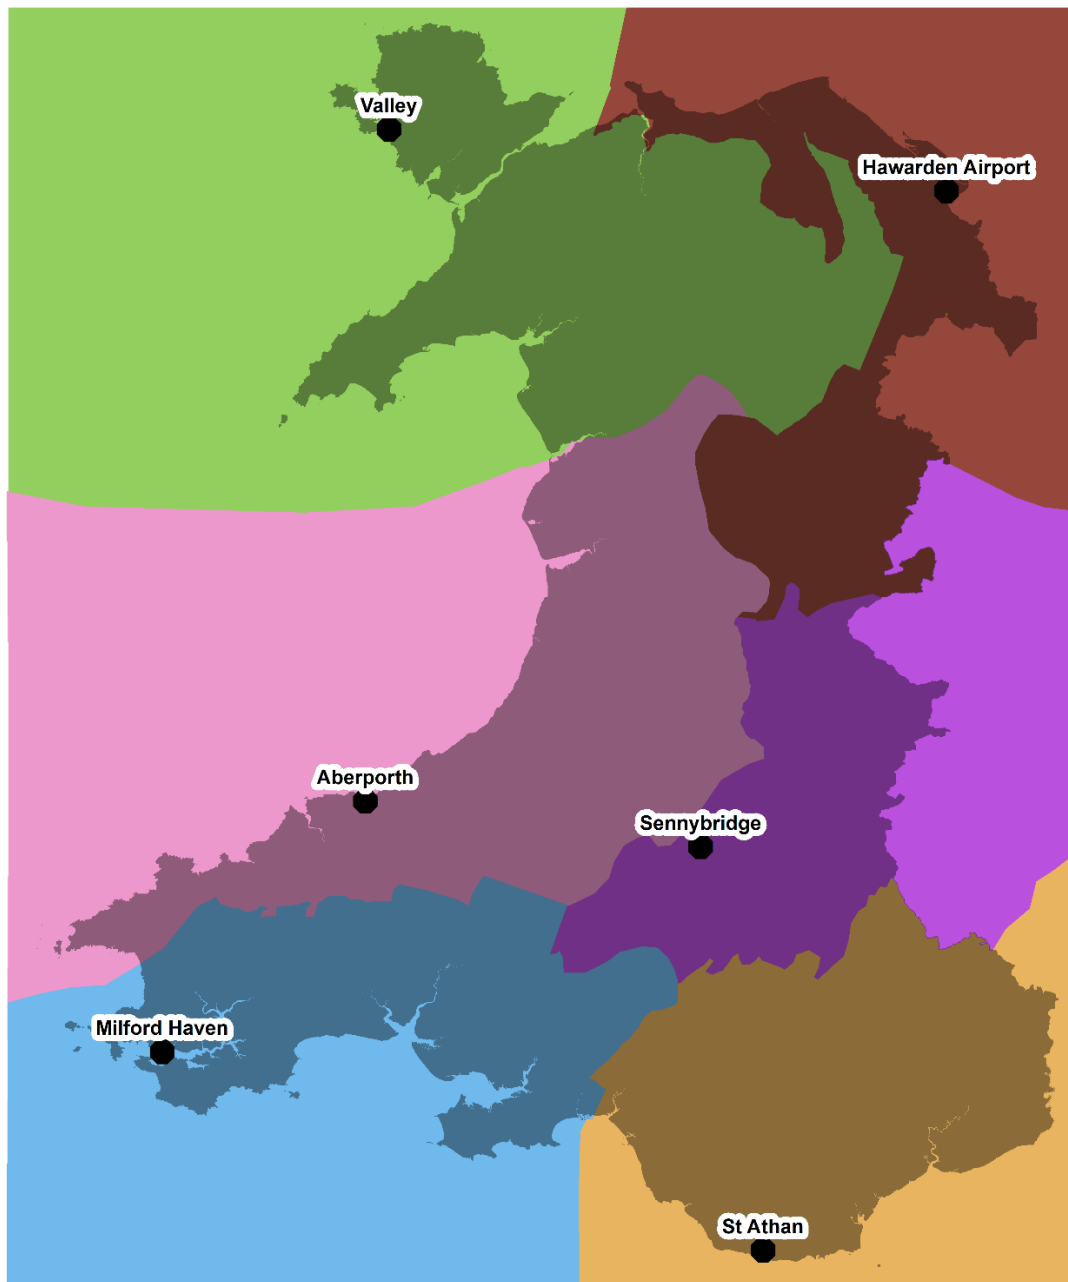 Valley
Hawarden Airport
Aberporth
Sennybridge
Milford Haven
St Athan